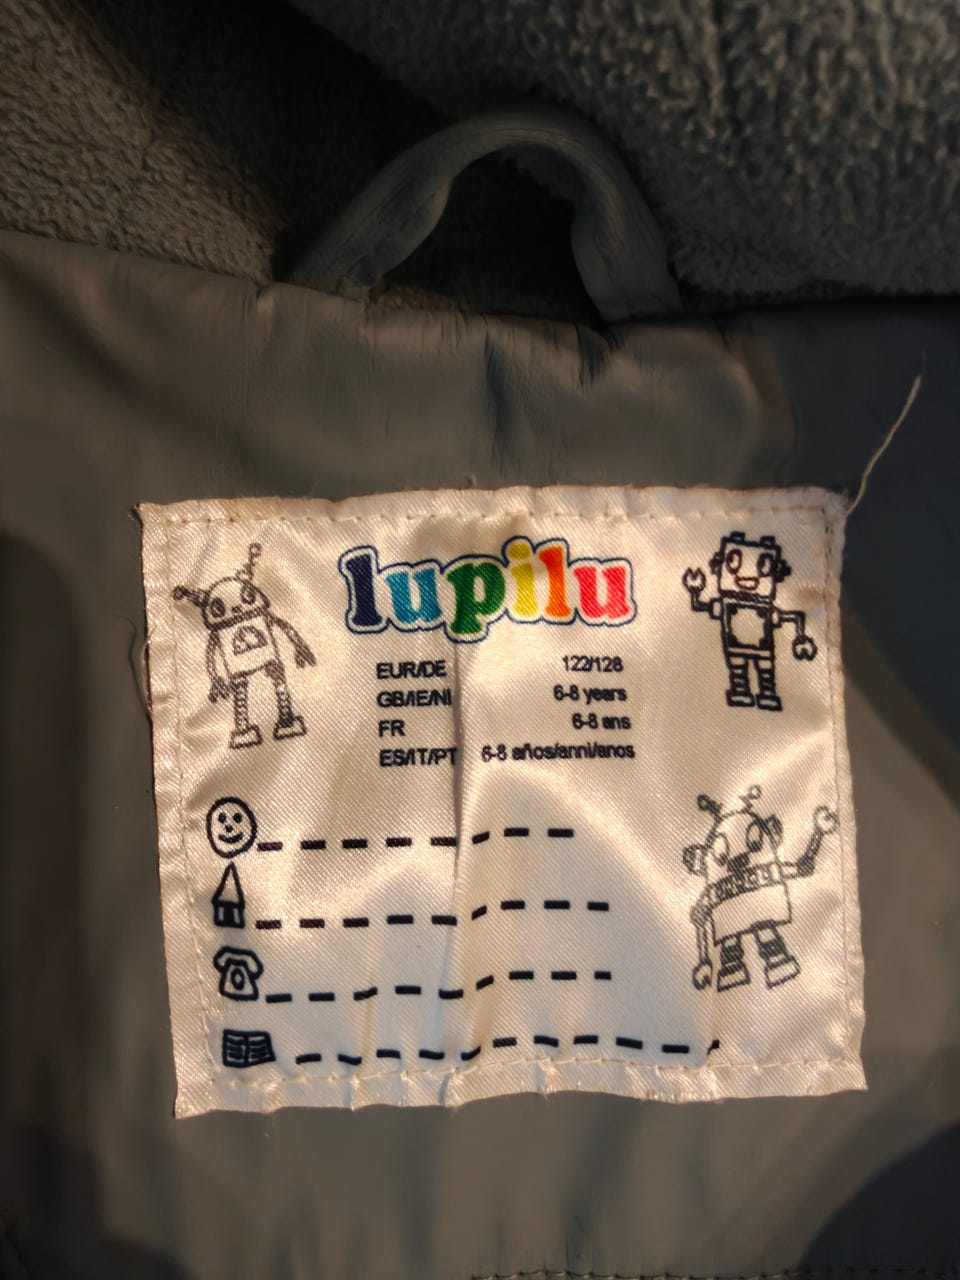 lupilu
EUR/DE 122/128
GB/IE/NI 6-8 years
FR 6-8 ans
ES/IT/PT 6-8 años/anni/anos